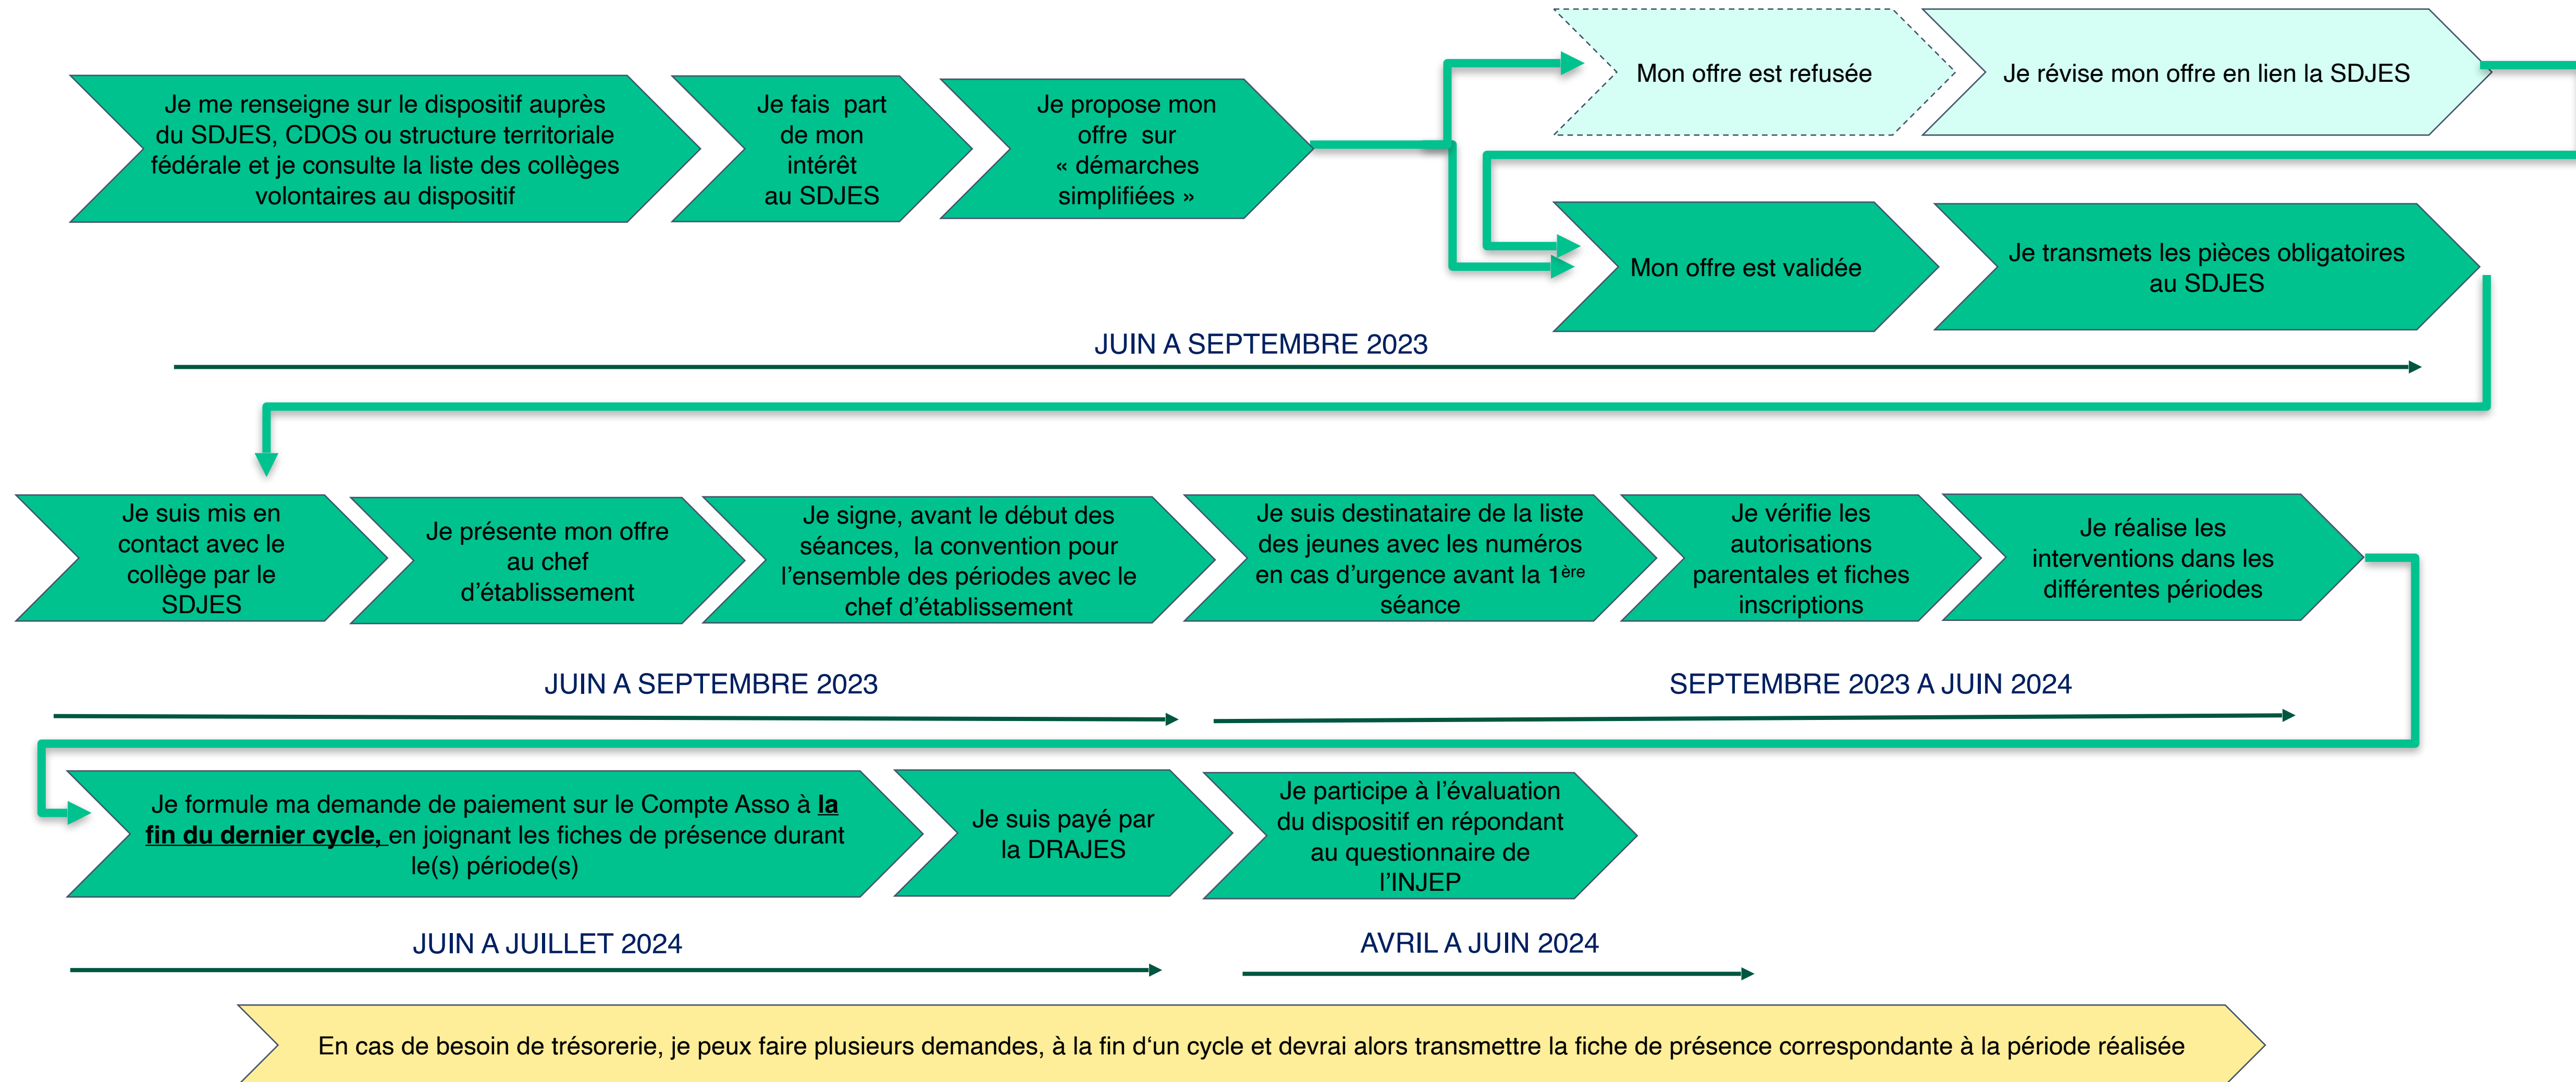 Je me renseigne sur le dispositif auprès
du SDJES, CDOS ou structure territoriale
fédérale et je consulte la liste des collèges
volontaires au dispositif
Je fais part
de mon
intérêt
au SDJES
Je propose mon
offre sur
« démarches
simplifiées »
Mon offre est refusée
Je révise mon offre en lien la SDJES
Mon offre est validée
Je transmets les pièces obligatoires
au SDJES
JUIN A SEPTEMBRE 2023
Je suis mis en
contact avec le
collège par le
SDJES
Je présente mon offre
au chef
d’établissement
Je signe, avant le début des
séances, la convention pour
l’ensemble des périodes avec le
chef d’établissement
Je suis destinataire de la liste
des jeunes avec les numéros
en cas d’urgence avant la 1ère
séance
Je vérifie les
autorisations
parentales et fiches
inscriptions
Je réalise les
interventions dans les
différentes périodes
JUIN A SEPTEMBRE 2023
SEPTEMBRE 2023 A JUIN 2024
Je formule ma demande de paiement sur le Compte Asso à la
fin du dernier cycle, en joignant les fiches de présence durant
le(s) période(s)
Je suis payé par
la DRAJES
Je participe à l’évaluation
du dispositif en répondant
au questionnaire de
l’INJEP
JUIN A JUILLET 2024
AVRIL A JUIN 2024
En cas de besoin de trésorerie, je peux faire plusieurs demandes, à la fin d‘un cycle et devrai alors transmettre la fiche de présence correspondante à la période réalisée